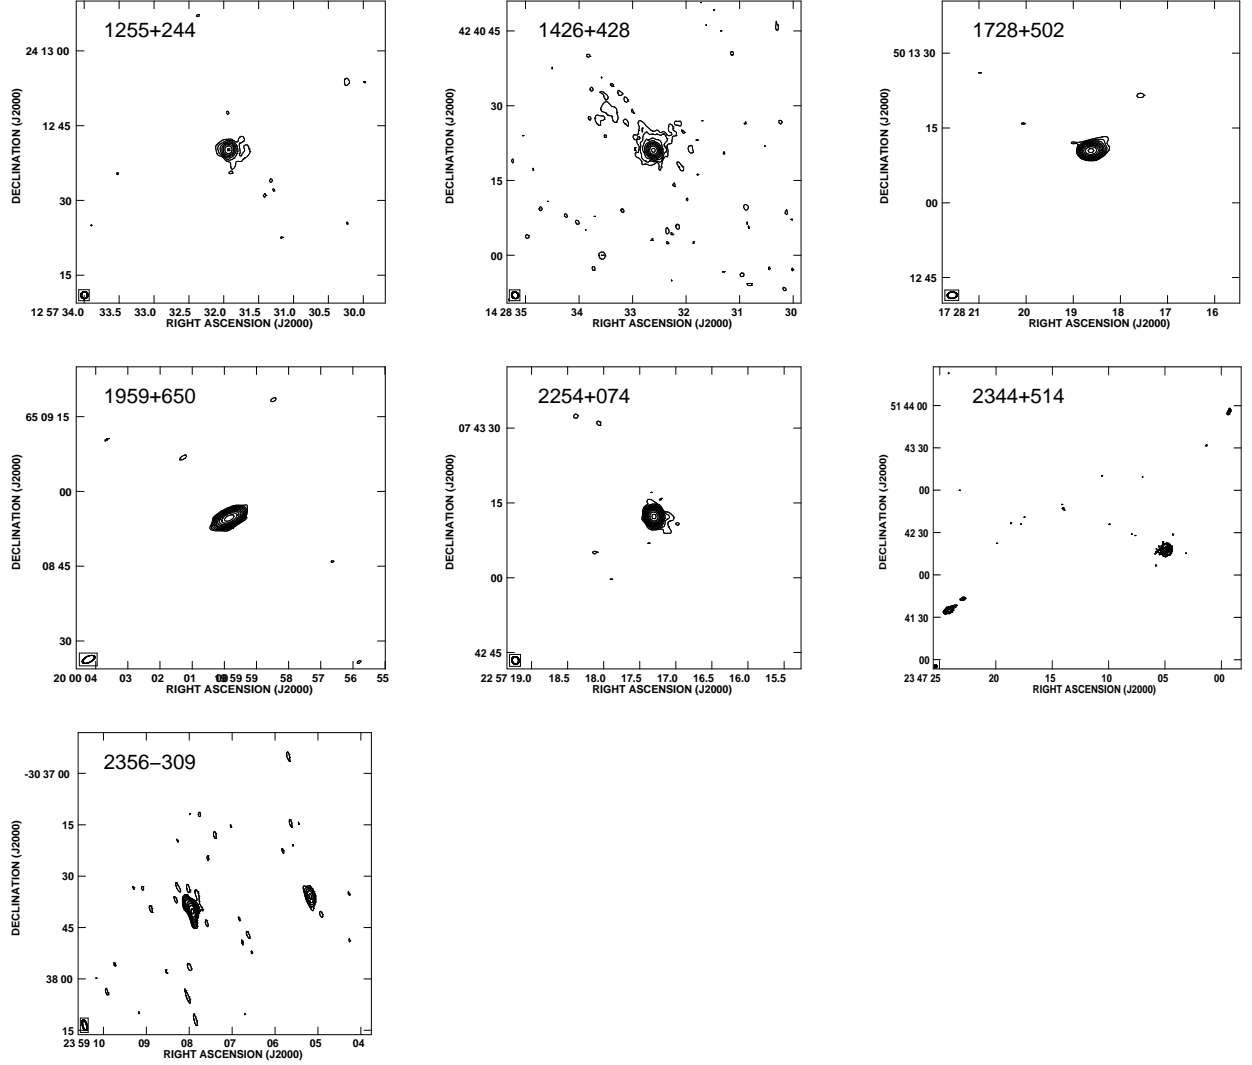 1255+244
DECLINATION (J2000)
24 13 00
12 45
30
15
12 57 34.0 33.5 33.0 32.5 32.0 31.5 31.0 30.5 30.0
RIGHT ASCENSION (J2000)
1426+428
DECLINATION (J2000)
42 40 45
30
15
00
14 28 35 34 33 32 31 30
RIGHT ASCENSION (J2000)
1728+502
DECLINATION (J2000)
50 13 30
15
00
12 45
17 28 21 20 19 18 17 16
RIGHT ASCENSION (J2000)
1959+650
DECLINATION (J2000)
65 09 15
00
08 45
30
20 00 04 03 02 01 59 59 58 57 56 55
RIGHT ASCENSION (J2000)
2254+074
DECLINATION (J2000)
07 43 30
15
00
42 45
22 57 19.0 18.5 18.0 17.5 17.0 16.5 16.0 15.5
RIGHT ASCENSION (J2000)
2344+514
DECLINATION (J2000)
51 44 00
43 30
00
42 30
00
41 30
00
23 47 25 20 15 10 05 00
RIGHT ASCENSION (J2000)
2356−309
DECLINATION (J2000)
-30 37 00
15
30
45
38 00
15
23 59 10 09 08 07 06 05 04
RIGHT ASCENSION (J2000)